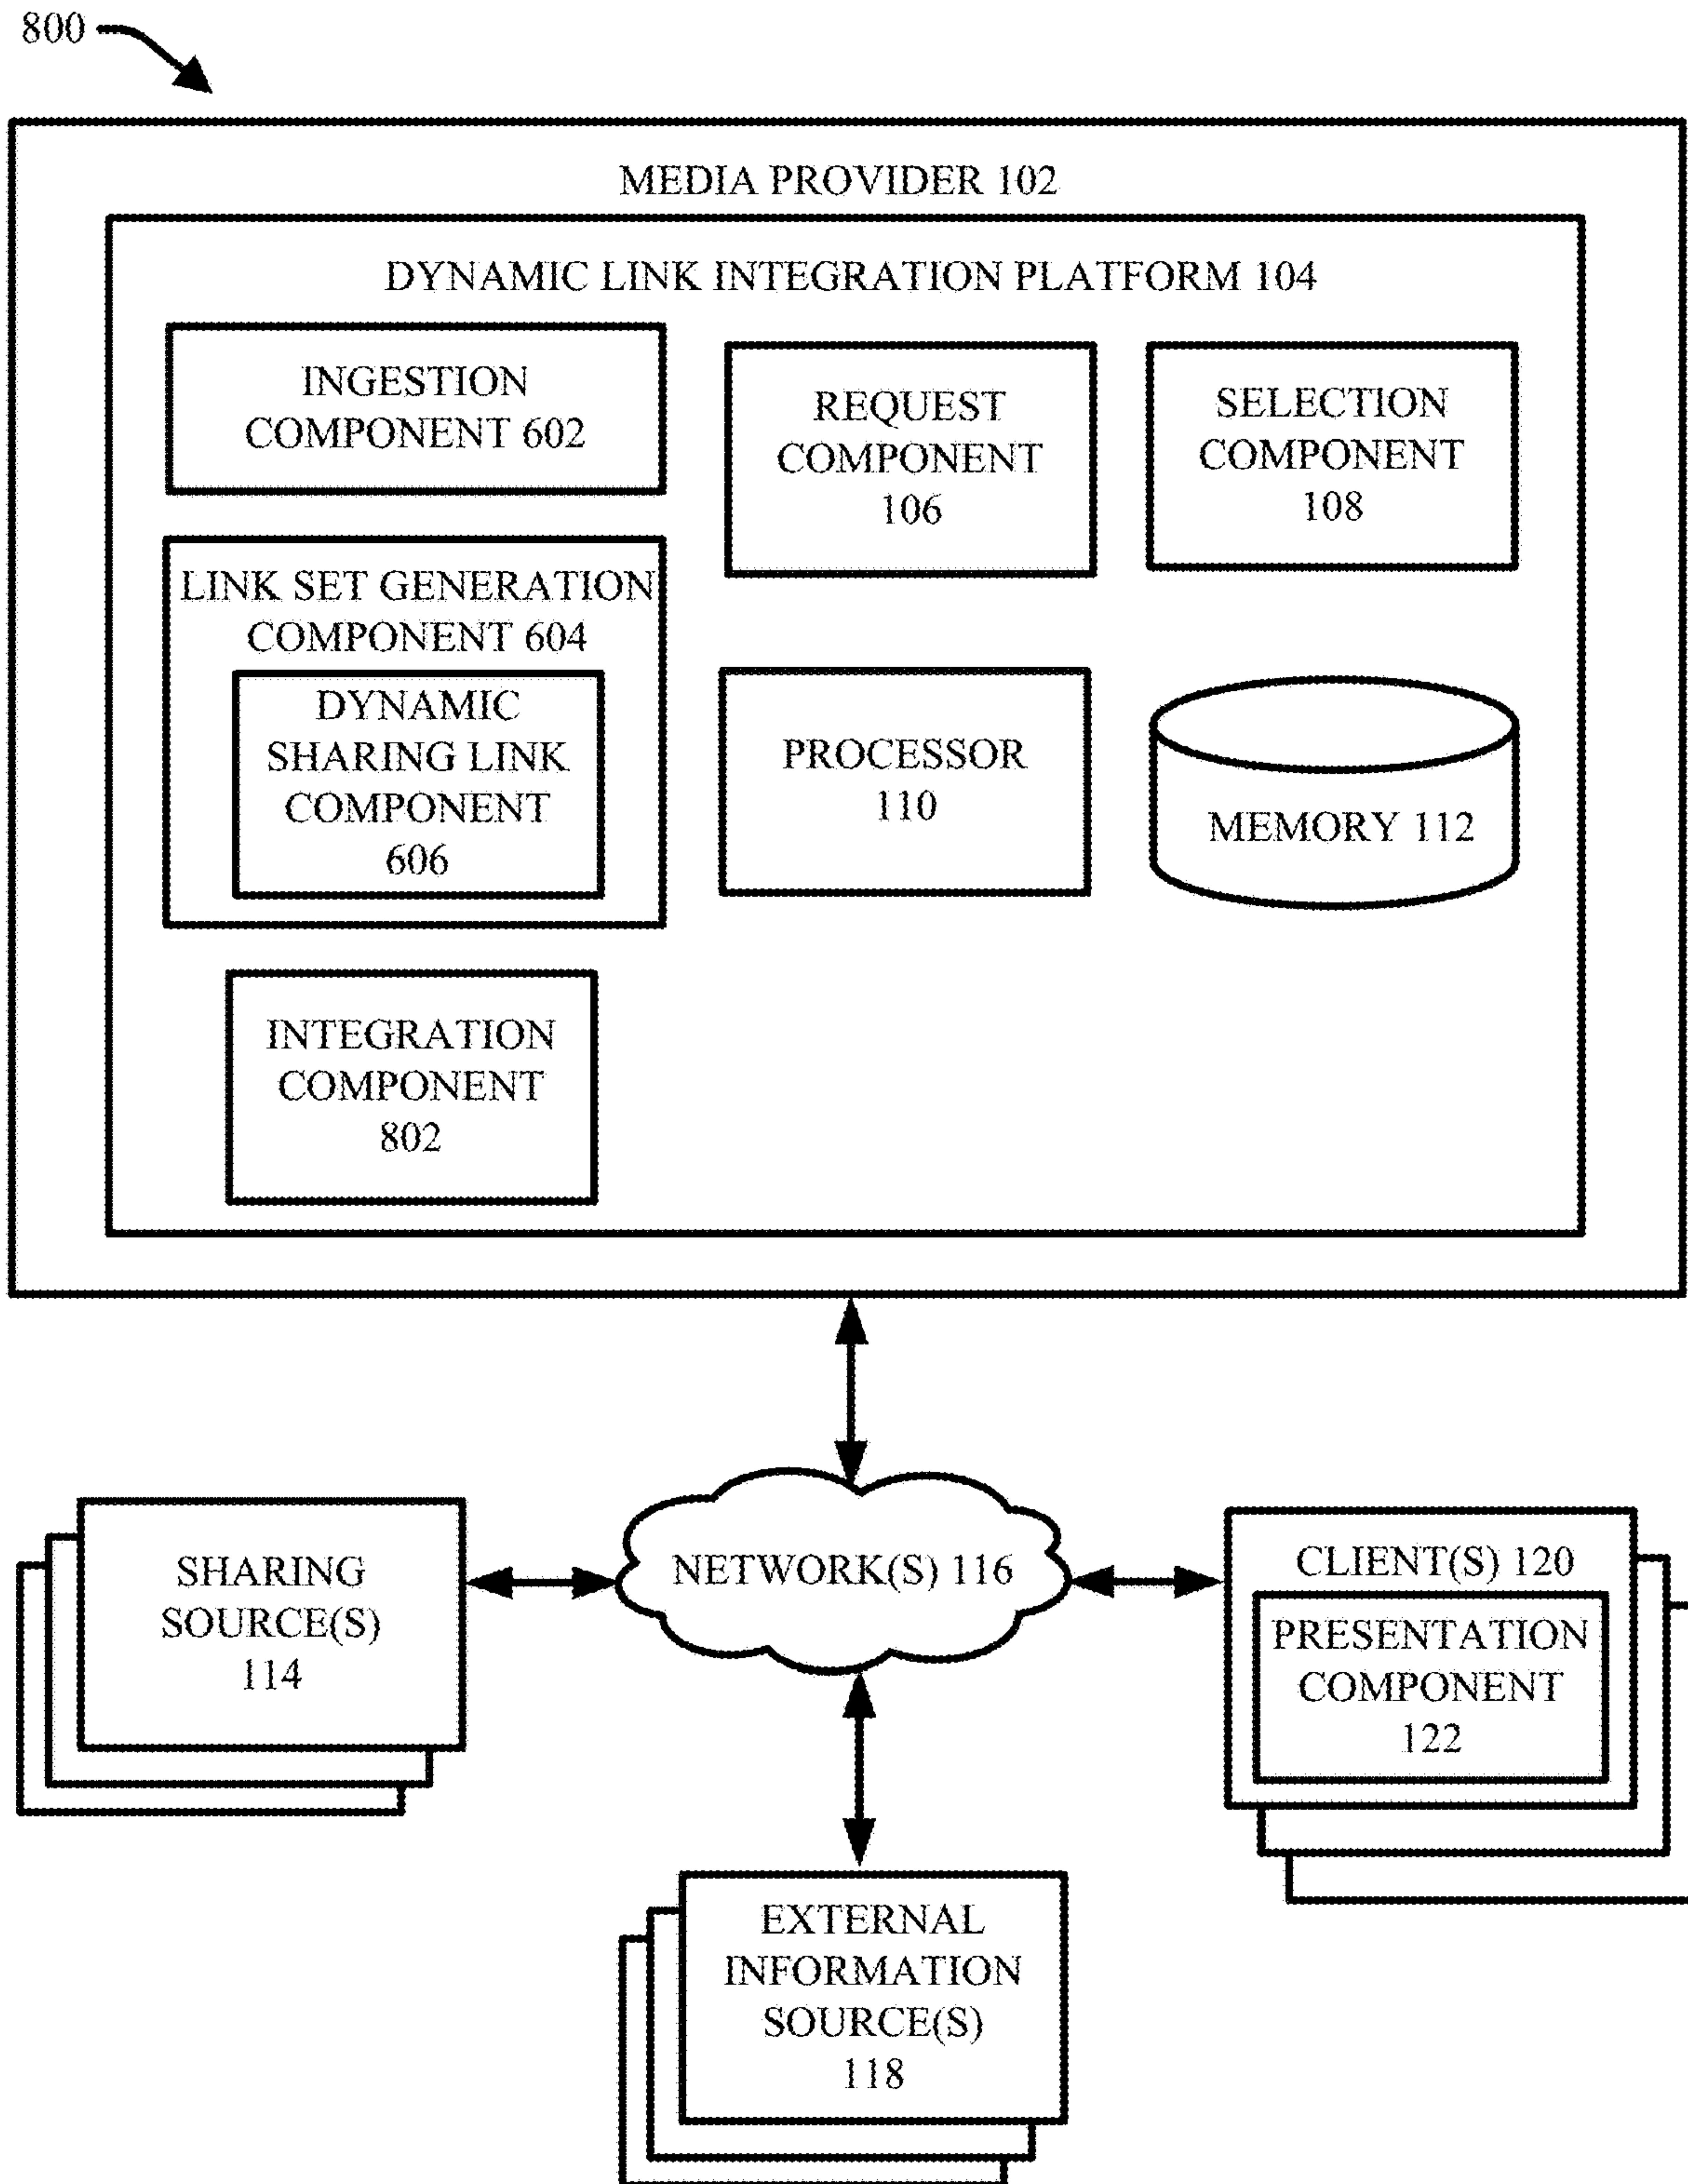 800
MEDIA PROVIDER 102
DYNAMIC LINK INTEGRATION PLATFORM 104
INGESTION
COMPONENT 602
REQUEST
COMPONENT
106
SELECTION
COMPONENT
108
LINK SET GENERATION
COMPONENT 604
DYNAMIC
SHARING LINK
COMPONENT
606
PROCESSOR
110
MEMORY 112
INTEGRATION
COMPONENT
802
SHARING
SOURCE(S)
114
NETWORK(S) 116
CLIENT(S) 120
PRESENTATION
COMPONENT
122
EXTERNAL
INFORMATION
SOURCE(S)
118